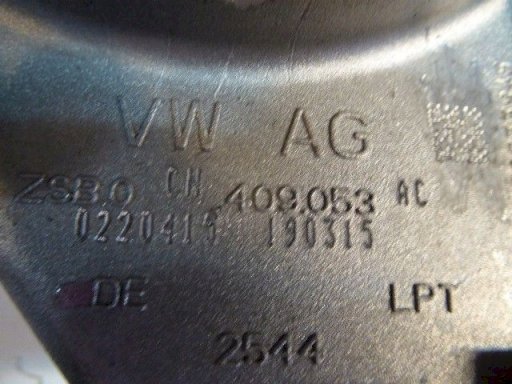 VW AG
ZSB.0 CN .409.053 AC
0220415 190315
DE LPT
2544